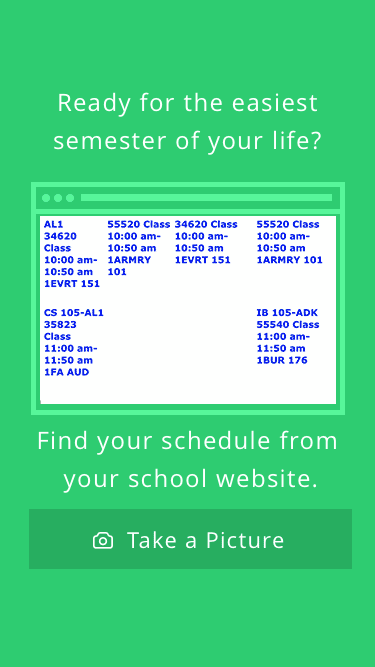 Ready for the easiest
semester of your life?
AL1
34620
Class
10:00 am-
10:50 am
1EVRT 151
55520 Class
10:00 am-
10:50 am
1ARMRY
101
34620 Class
10:00 am-
10:50 am
1EVRT 151
55520 Class
10:00 am-
10:50 am
1ARMRY 101
CS 105-AL1
35823
Class
11:00 am-
11:50 am
1FA AUD
IB 105-ADK
55540 Class
11:00 am-
11:50 am
1BUR 176
Find your schedule from
your school website.
Take a Picture